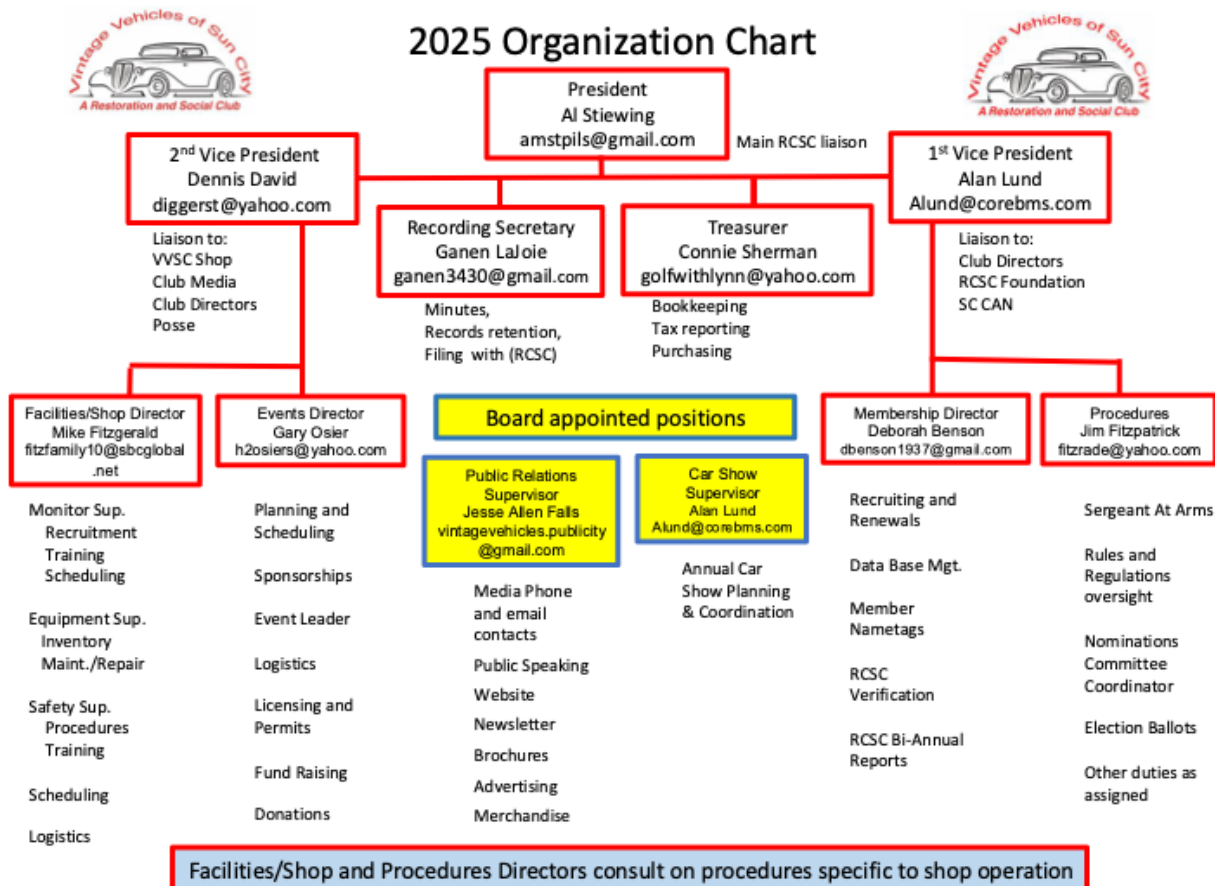 Vintage Vehicles of Sun City
A Restoration and Social Club
2025 Organization Chart
Vintage Vehicles of Sun City
A Restoration and Social Club
President
Al Stiewing
amstpils@gmail.com
Main RCSC liaison
2nd Vice President
Dennis David
diggerst@yahoo.com
1st Vice President
Alan Lund
Alund@corebms.com
Recording Secretary
Ganen LaJoie
ganen3430@gmail.com
Treasurer
Connie Sherman
golfwithlynn@yahoo.com
Liaison to:
VVSC Shop
Club Media
Club Directors
Posse
Minutes,
Records retention,
Filing with (RCSC)
Bookkeeping
Tax reporting
Purchasing
Liaison to:
Club Directors
RCSC Foundation
SC CAN
Facilities/Shop Director
Mike Fitzgerald
fitzfamily10@sbcglobal
.net
Events Director
Gary Osier
h2osiers@yahoo.com
Board appointed positions
Membership Director
Deborah Benson
dbenson1937@gmail.com
Procedures
Jim Fitzpatrick
fitzrade@yahoo.com
Public Relations
Supervisor
Jesse Allen Falls
vintagevehicles.publicity
@gmail.com
Car Show
Supervisor
Alan Lund
Alund@corebms.com
Monitor Sup.
Recruitment
Training
Scheduling
Equipment Sup.
Inventory
Maint./Repair
Safety Sup.
Procedures
Training
Scheduling
Logistics
Planning and
Scheduling
Sponsorships
Event Leader
Logistics
Licensing and
Permits
Fund Raising
Donations
Media Phone
and email
contacts
Public Speaking
Website
Newsletter
Brochures
Advertising
Merchandise
Annual Car
Show Planning
& Coordination
Recruiting and
Renewals
Data Base Mgt.
Member
Nametags
RCSC
Verification
RCSC Bi-Annual
Reports
Sergeant At Arms
Rules and
Regulations
oversight
Nominations
Committee
Coordinator
Election Ballots
Other duties as
assigned
Facilities/Shop and Procedures Directors consult on procedures specific to shop operation